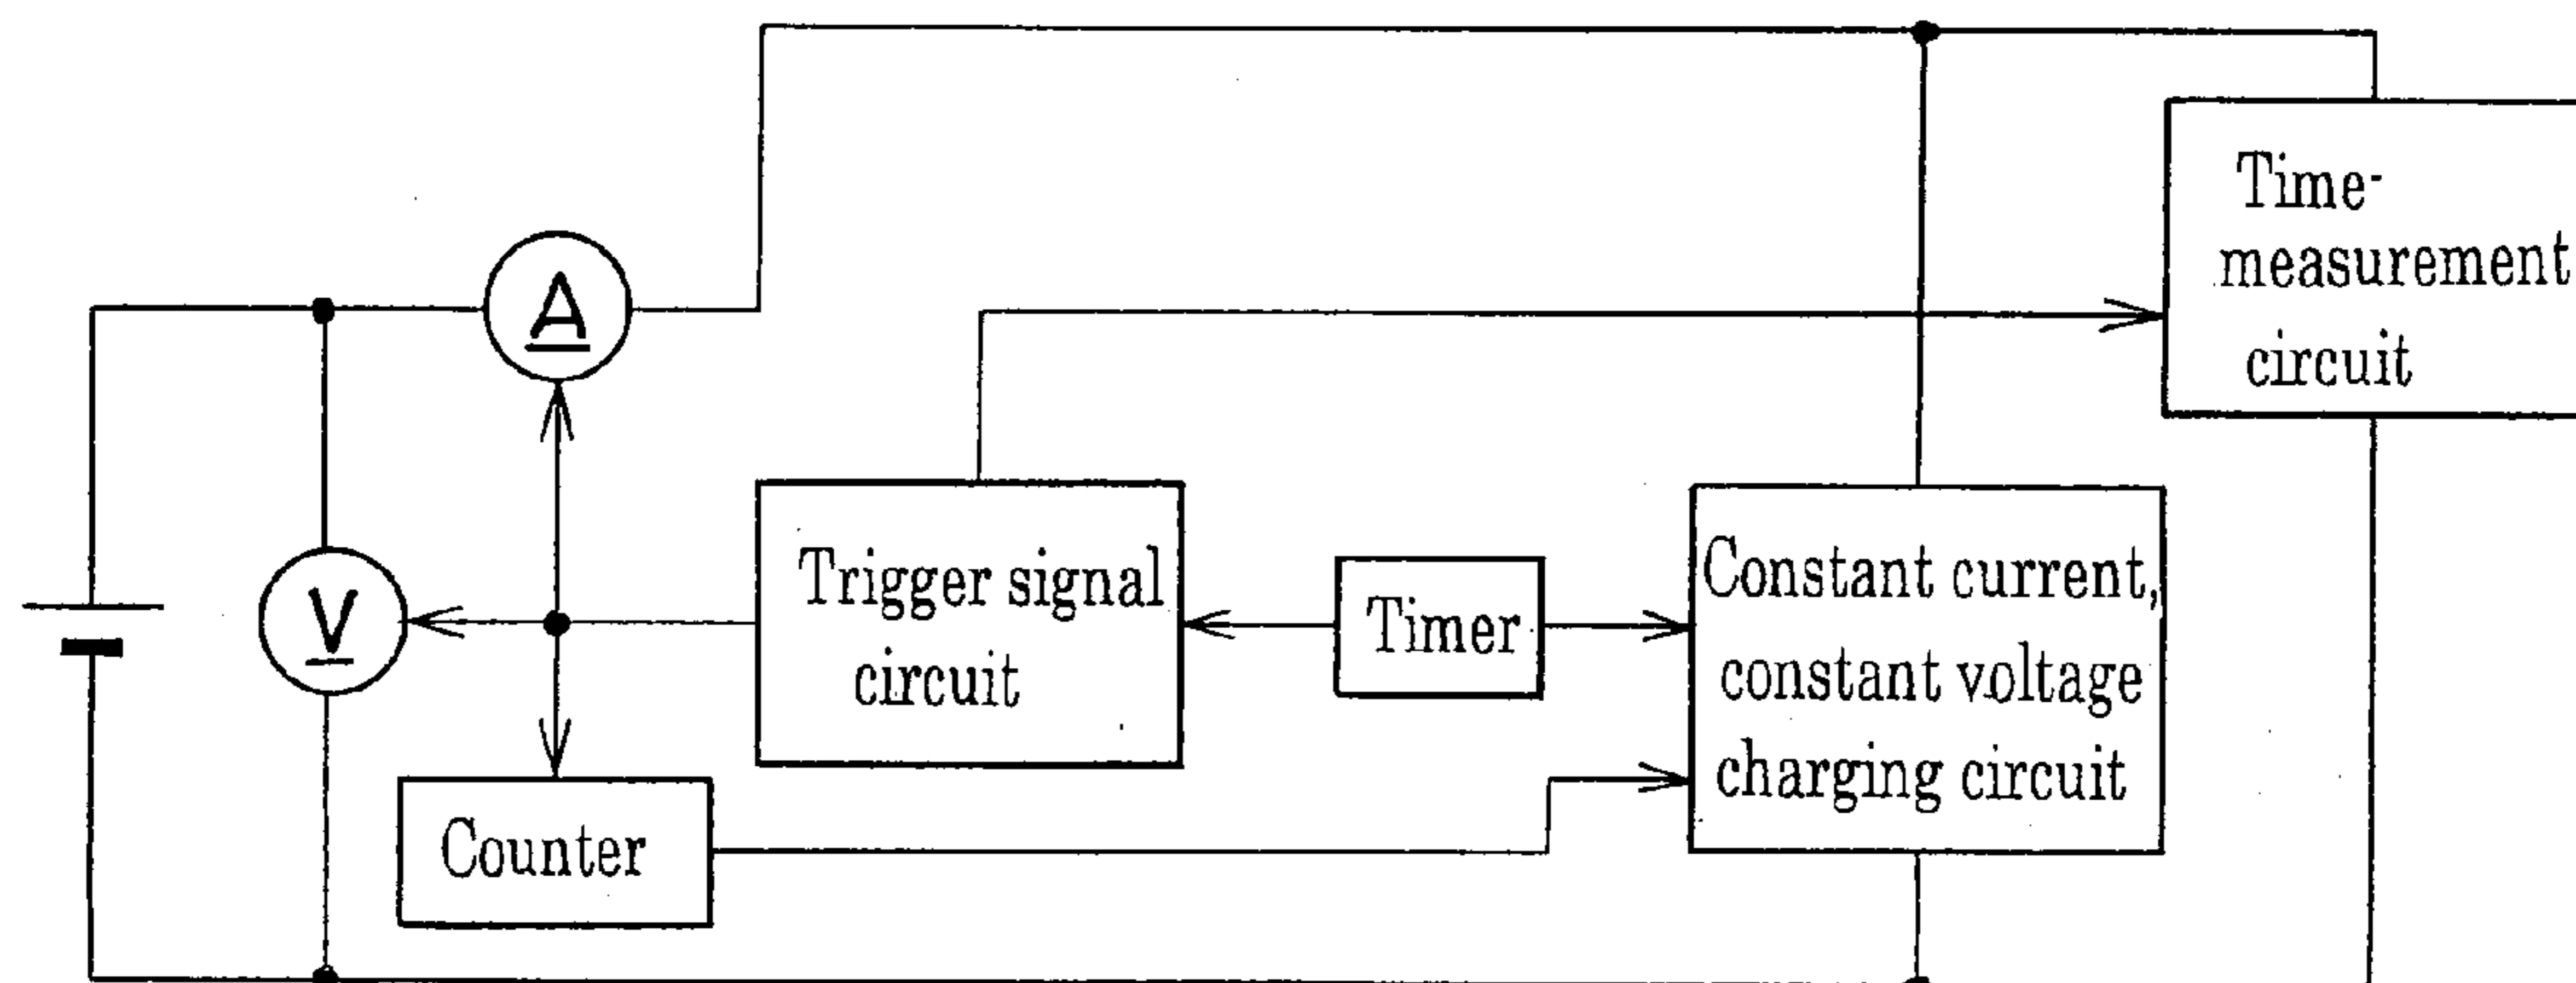 Time-
measurement
circuit
A
Trigger signal
circuit
Timer
Constant current,
constant voltage
charging circuit
V
Counter